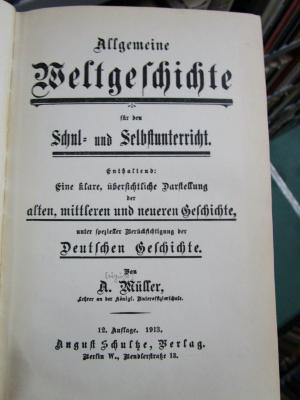 Allgemeine
Weltgeschichte
für den
Schul- und Selbstunterricht.
Enthaltend:
Eine klare, übersichtliche Darstellung
der
alten, mittleren und neueren Geschichte,
unter spezieller Berücksichtigung der
Deutschen Geschichte.
Von
A. Müller,
Lehrer an der Königl. Unteroffizierschule.
12. Auflage. 1913.
August Schultze, Verlag.
Berlin W., Bendlerstraße 13.